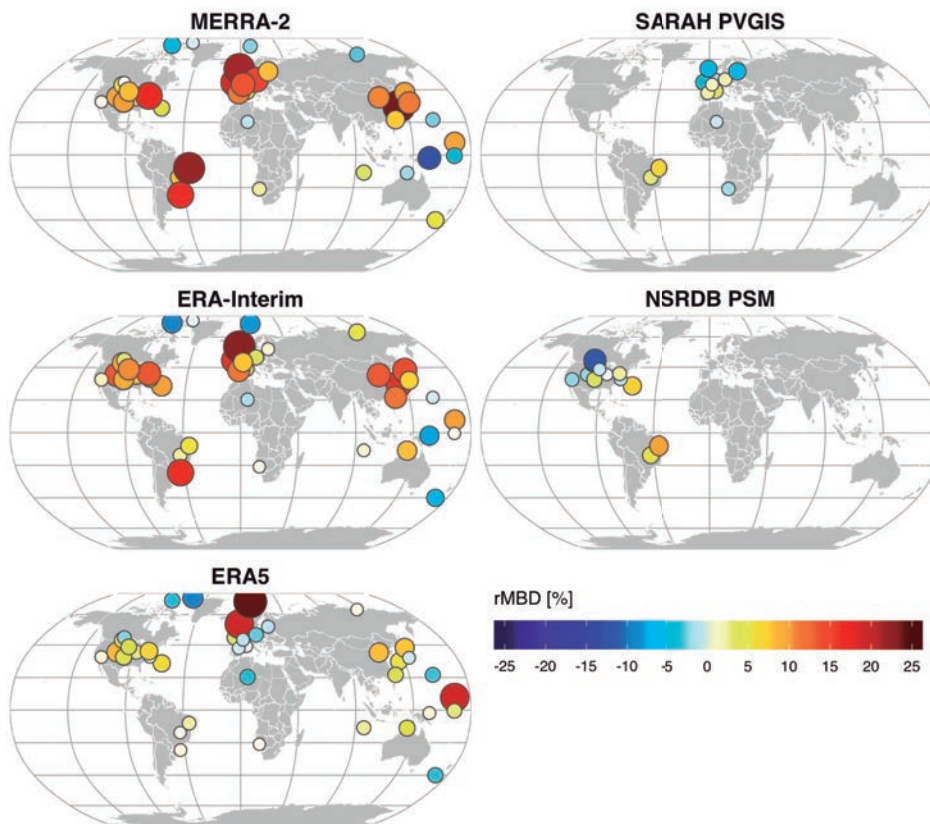 MERRA-2
SARAH PVGIS
ERA-Interim
NSRDB PSM
ERA5
rMBD [%]
-25 -20 -15 -10 -5 0 5 10 15 20 25